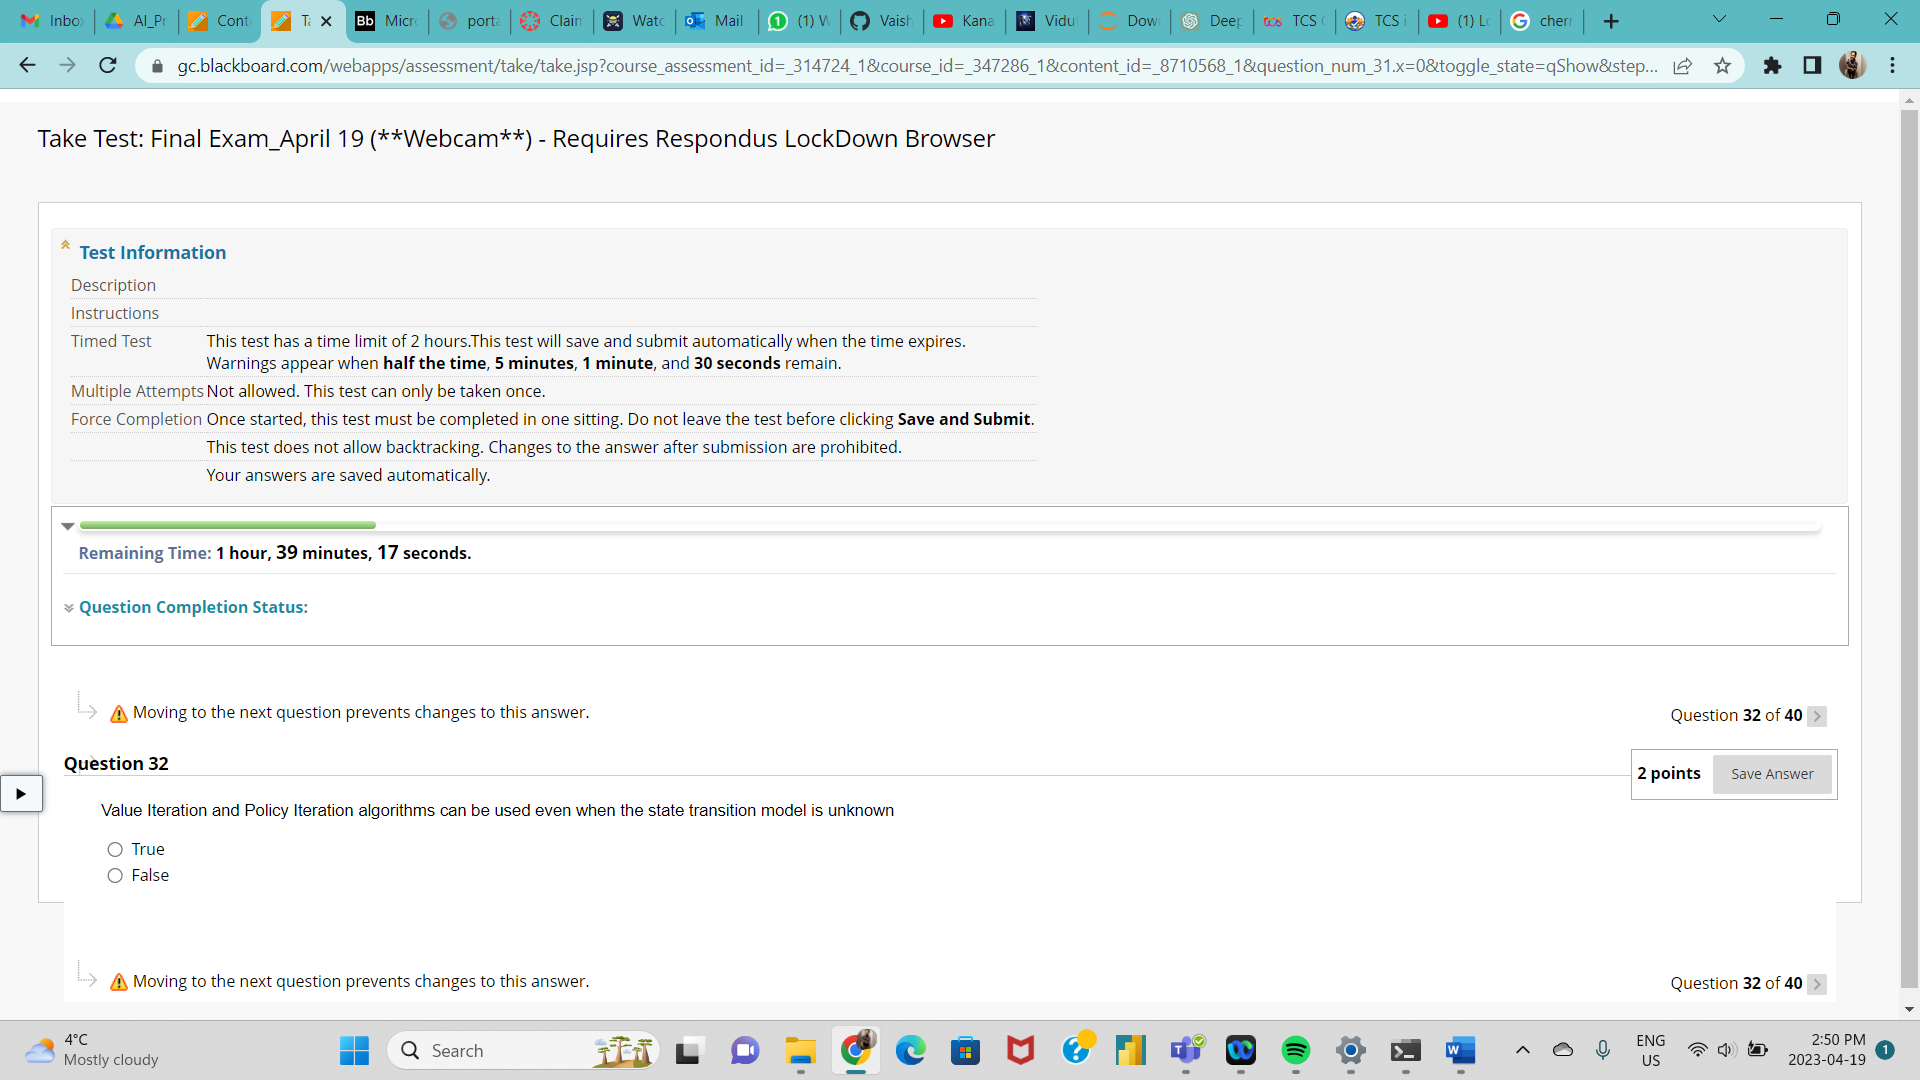 Inbo
AI_Pr
Cont
Ta
Bb
Micro
porta
Clain
Watc
Mail
(1) W
Vaish
Kana
Vidu
Dow
Deep
TCS
TCS i
(1) Lo
cherr
gc.blackboard.com/webapps/assessment/take/take.jsp?course_assessment_id=_314724_1&course_id=_347286_1&content_id=_8710568_1&question_num_31.x=0&toggle_state=qShow&step...
Take Test: Final Exam_April 19 (**Webcam**) - Requires Respondus LockDown Browser
Test Information
Description
Instructions
Timed Test This test has a time limit of 2 hours.This test will save and submit automatically when the time expires.
Warnings appear when half the time, 5 minutes, 1 minute, and 30 seconds remain.
Multiple Attempts Not allowed. This test can only be taken once.
Force Completion Once started, this test must be completed in one sitting. Do not leave the test before clicking Save and Submit.
This test does not allow backtracking. Changes to the answer after submission are prohibited.
Your answers are saved automatically.
Remaining Time: 1 hour, 39 minutes, 17 seconds.
Question Completion Status:
Moving to the next question prevents changes to this answer.
Question 32 of 40
Question 32
2 points
Save Answer
Value Iteration and Policy Iteration algorithms can be used even when the state transition model is unknown
True
False
Moving to the next question prevents changes to this answer.
Question 32 of 40
4°C
Mostly cloudy
Search
ENG
US
2:50 PM
2023-04-19
1